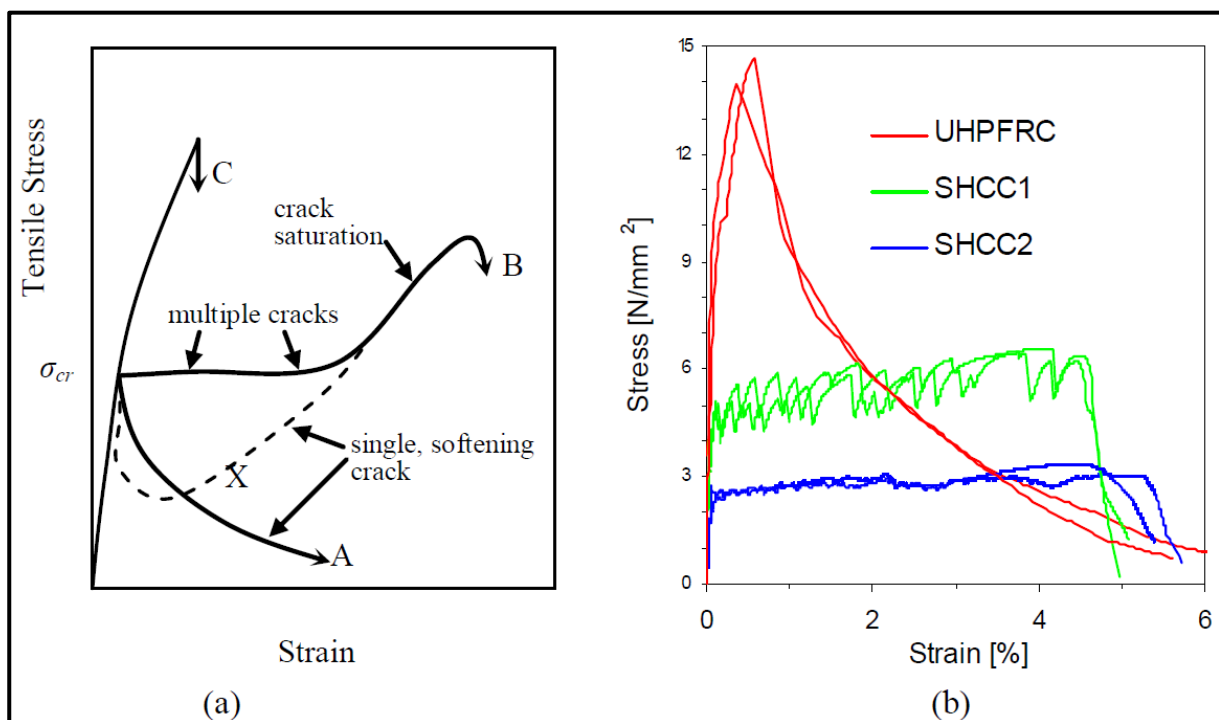 Tensile Stress
σcr
C
crack
saturation
B
multiple cracks
single, softening
crack
X
A
Strain
(a)
15
12
9
6
3
0
Stress [N/mm ²]
UHPFRC
SHCC1
SHCC2
0
2
4
6
Strain [%]
(b)